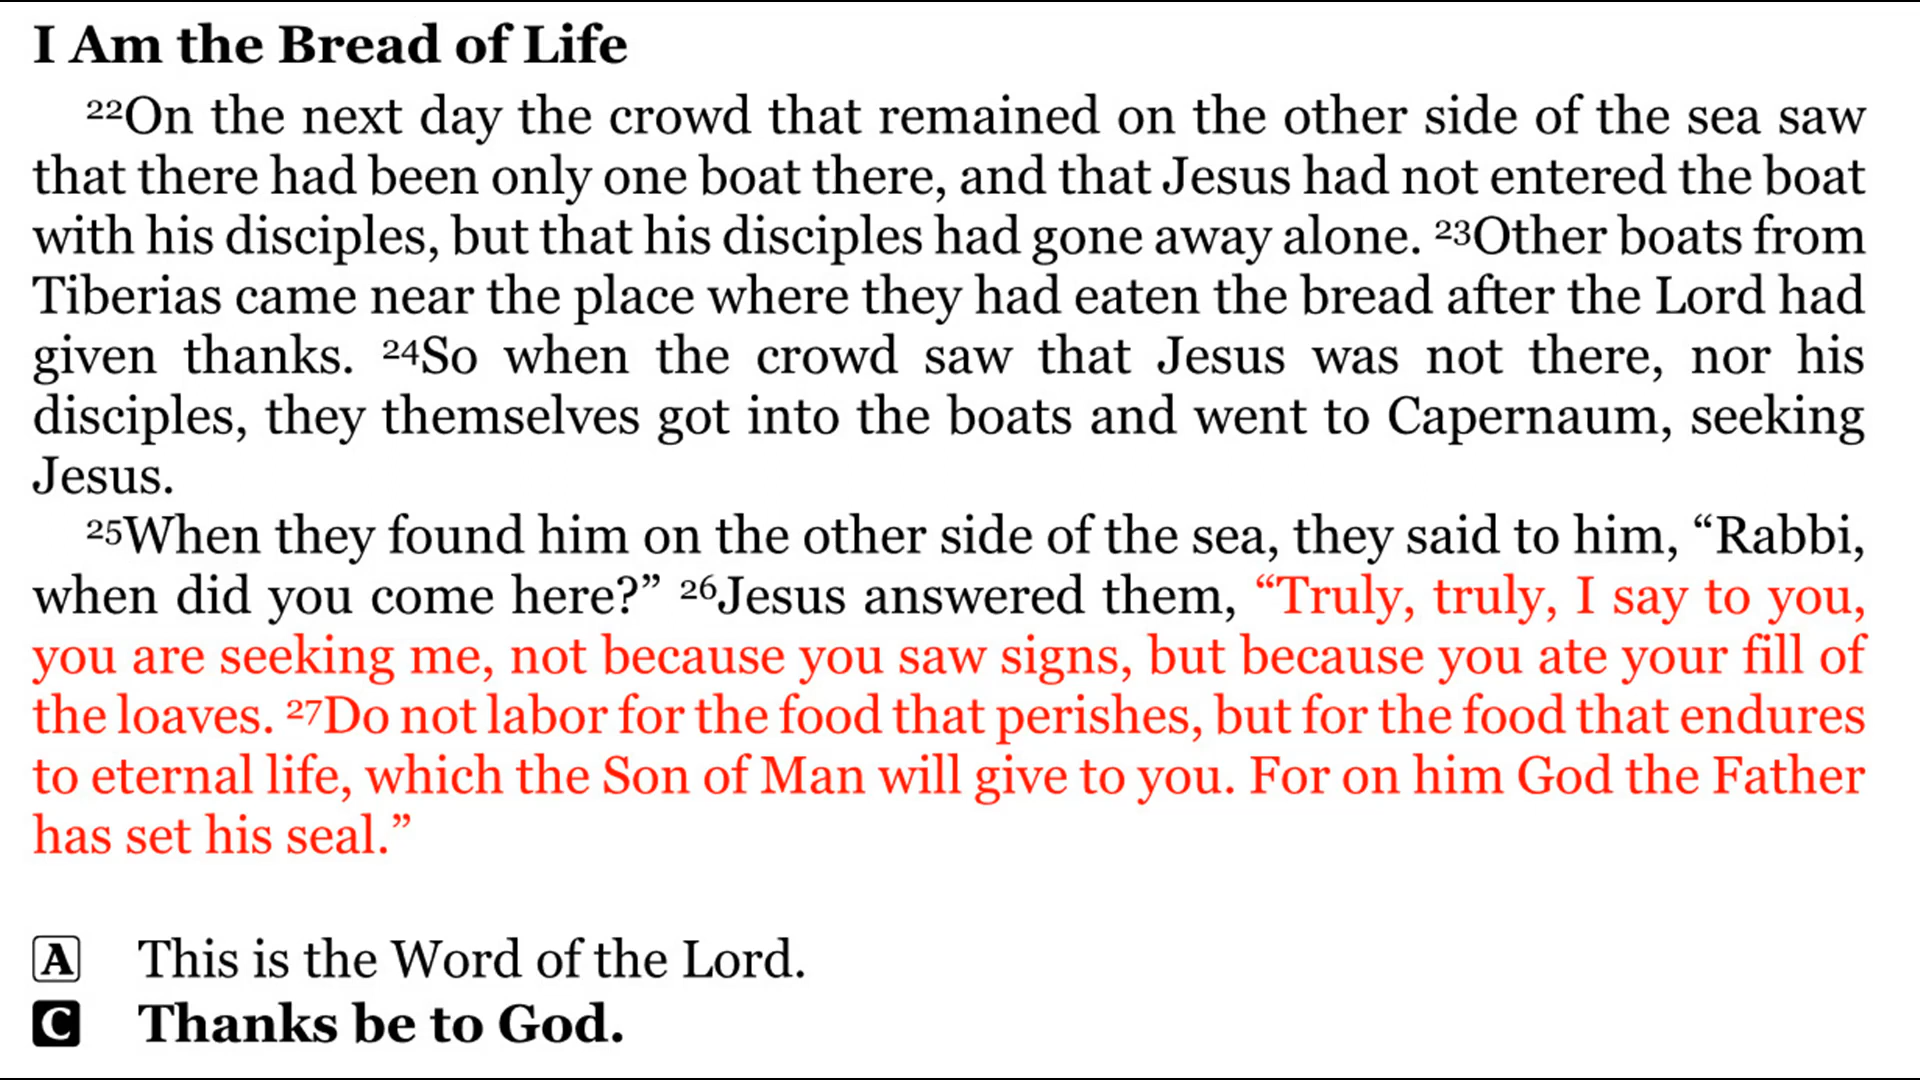 I Am the Bread of Life
22On the next day the crowd that remained on the other side of the sea saw
that there had been only one boat there, and that Jesus had not entered the boat
with his disciples, but that his disciples had gone away alone. 23Other boats from
Tiberias came near the place where they had eaten the bread after the Lord had
given thanks. 24So when the crowd saw that Jesus was not there, nor his
disciples, they themselves got into the boats and went to Capernaum, seeking
Jesus.
25When they found him on the other side of the sea, they said to him, “Rabbi,
when did you come here?” 26Jesus answered them, “Truly, truly, I say to you,
you are seeking me, not because you saw signs, but because you ate your fill of
the loaves. 27Do not labor for the food that perishes, but for the food that endures
to eternal life, which the Son of Man will give to you. For on him God the Father
has set his seal.”
A This is the Word of the Lord.
C Thanks be to God.